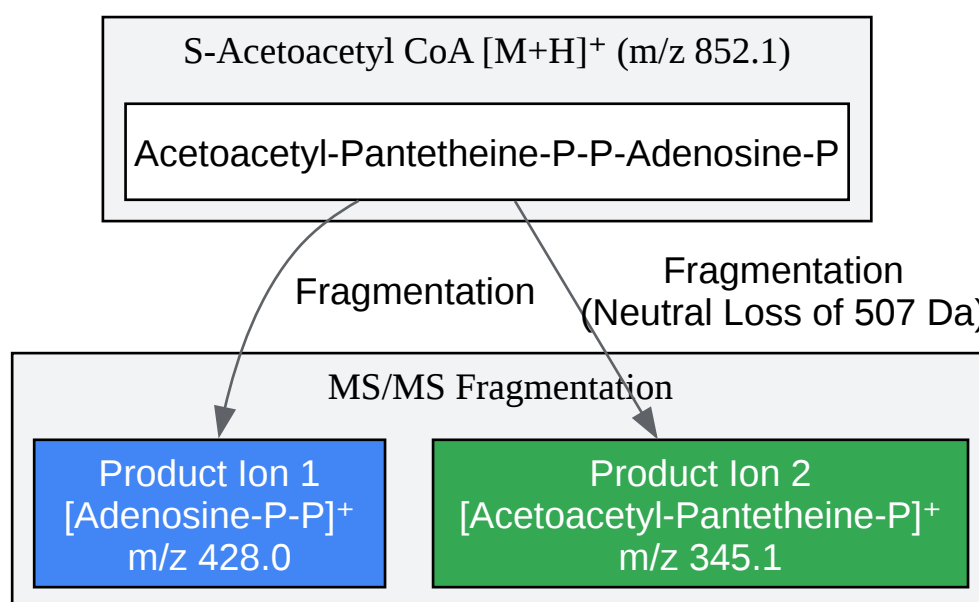 S-Acetoacetyl CoA [M+H]⁺ (m/z 852.1)
Acetoacetyl-Pantetheine-P-P-Adenosine-P
Fragmentation
Fragmentation
(Neutral Loss of 507 Da)
MS/MS Fragmentation
Product Ion 1
[Adenosine-P-P]⁺
m/z 428.0
Product Ion 2
[Acetoacetyl-Pantetheine-P]⁺
m/z 345.1